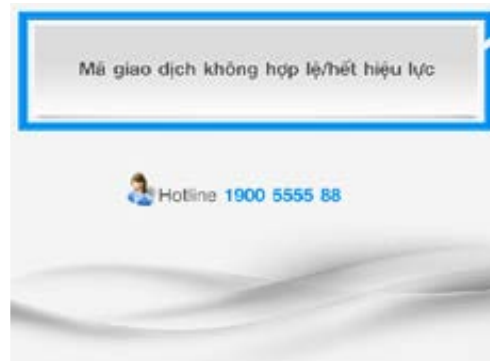 Mã giao dịch không hợp lệ/hết hiệu lực
Hotline 1900 5555 88